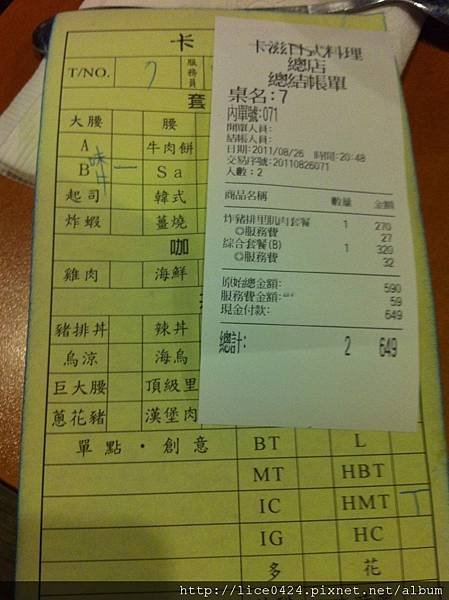 卡
T/NO. 7 服務員
套
大腰 腰
A 牛肉餅
B 味 一 Sa
起司 韓式
炸蝦 薑燒
咖
雞肉 海鮮
豬排丼 辣丼
烏涼 海烏
巨大腰 頂級里
蔥花豬 漢堡肉
單點・創意 BT L
MT HBT
IC HMT T
IG HC
多 花
卡滋日式料理
總店
總結帳單
桌名:7
內單號:071
開單人員:
結帳人員:
日期:2011/08/26 時間:20:48
交易序號:20110826071
人數:2
商品名稱 數量 金額
炸豬排里肌肉套餐 1 270
◎服務費 27
綜合套餐(B) 1 320
◎服務費 32
原始總金額: 590
服務費金額: 59
現金付款: 649
總計: 2 649
http://lice0424.pixnet.net/album